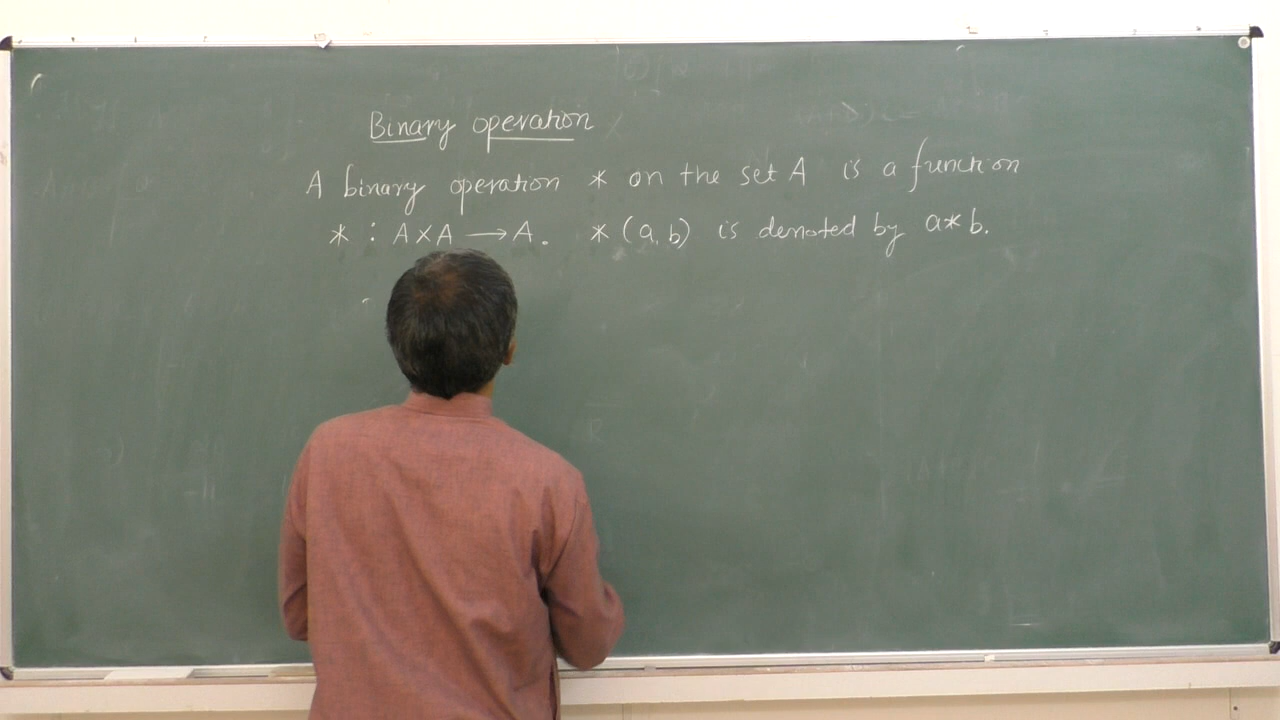 Binary operation
A binary operation * on the set A is a function
* : A×A → A. *(a,b) is denoted by a*b.